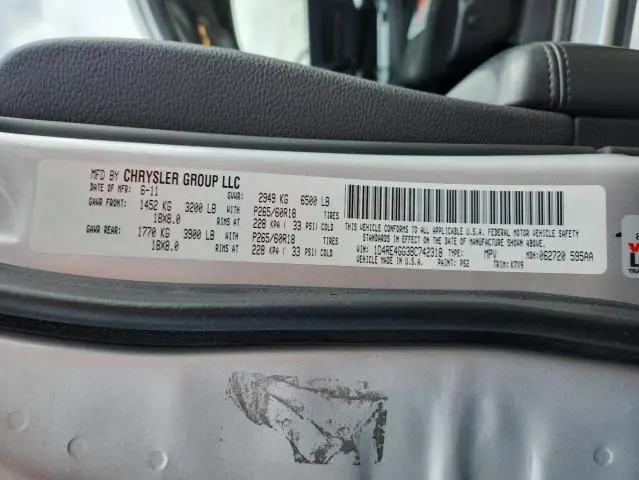 MFD BY CHRYSLER GROUP LLC
DATE OF MFR: 6-11 GVWR: 2949 KG 6500 LB
GAWR FRONT: 1452 KG 3200 LB WITH P265/60R18 TIRES
18X8.0 RIMS AT 228 KPA ( 33 PSI) COLD
GAWR REAR: 1770 KG 3900 LB WITH P265/60R18 TIRES
18X8.0 RIMS AT 228 KPA ( 33 PSI) COLD
THIS VEHICLE CONFORMS TO ALL APPLICABLE U.S.A. FEDERAL MOTOR VEHICLE SAFETY
STANDARDS IN EFFECT ON THE DATE OF MANUFACTURE SHOWN ABOVE.
VIN: 1D4RE4GG3BC742318 TYPE: MPV MDH: 062720 595AA
VEHICLE MADE IN U.S.A. PAINT: PS2 TRIM: K7X9